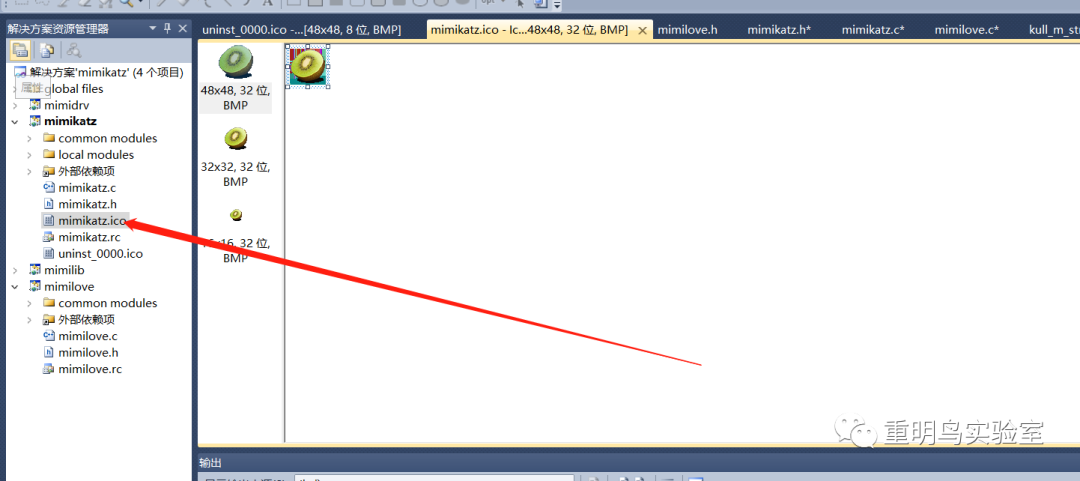 解决方案资源管理器
uninst_0000.ico -...[48x48, 8 位, BMP]
mimikatz.ico - Ic...48x48, 32 位, BMP]
mimilove.h
mimikatz.h*
mimikatz.c*
mimilove.c*
kull_m_st
解决方案'mimikatz' (4 个项目)
属性
global files
mimidrv
mimikatz
common modules
local modules
外部依赖项
mimikatz.c
mimikatz.h
mimikatz.ico
mimikatz.rc
uninst_0000.ico
mimilib
mimilove
common modules
外部依赖项
mimilove.c
mimilove.h
mimilove.rc
48x48, 32 位,
BMP
32x32, 32 位,
BMP
16x16, 32 位,
BMP
重明鸟实验室
输出